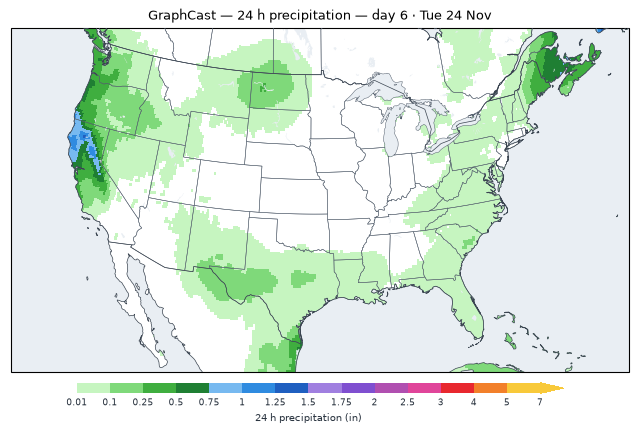 GraphCast — 24 h precipitation — day 6 · Tue 24 Nov
0.01 0.1 0.25 0.5 0.75 1 1.25 1.5 1.75 2 2.5 3 4 5 7
24 h precipitation (in)